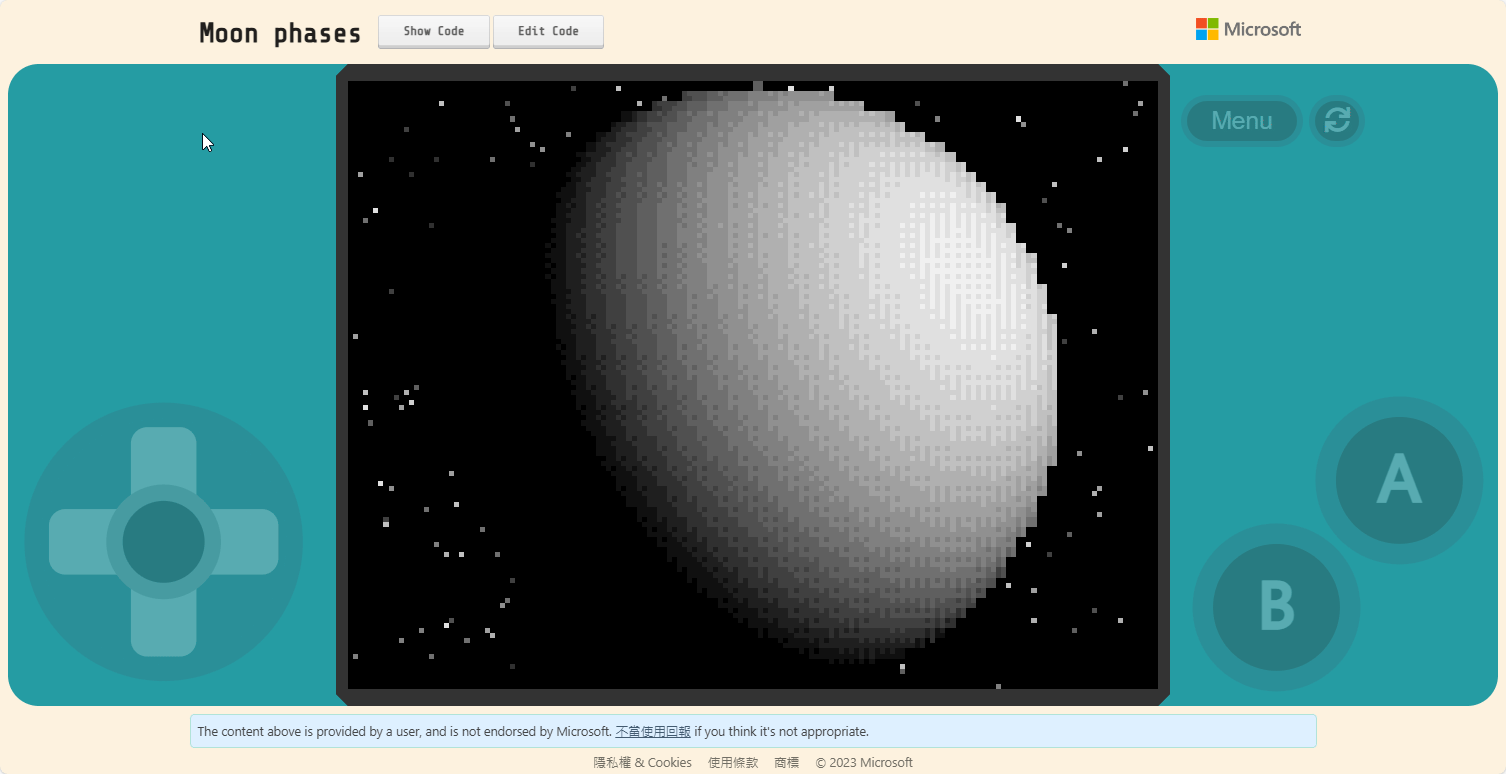 Moon phases
Show Code
Edit Code
Microsoft
Menu
A
B
The content above is provided by a user, and is not endorsed by Microsoft. 不當使用回報 if you think it's not appropriate.
隱私權 & Cookies 使用條款 商標 © 2023 Microsoft